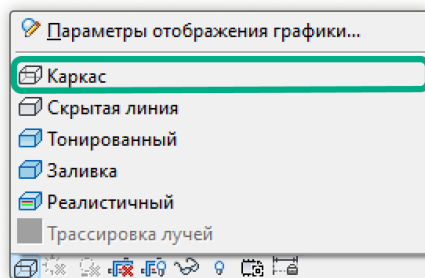 Параметры отображения графики...
Каркас
Скрытая линия
Тонированный
Заливка
Реалистичный
Трассировка лучей